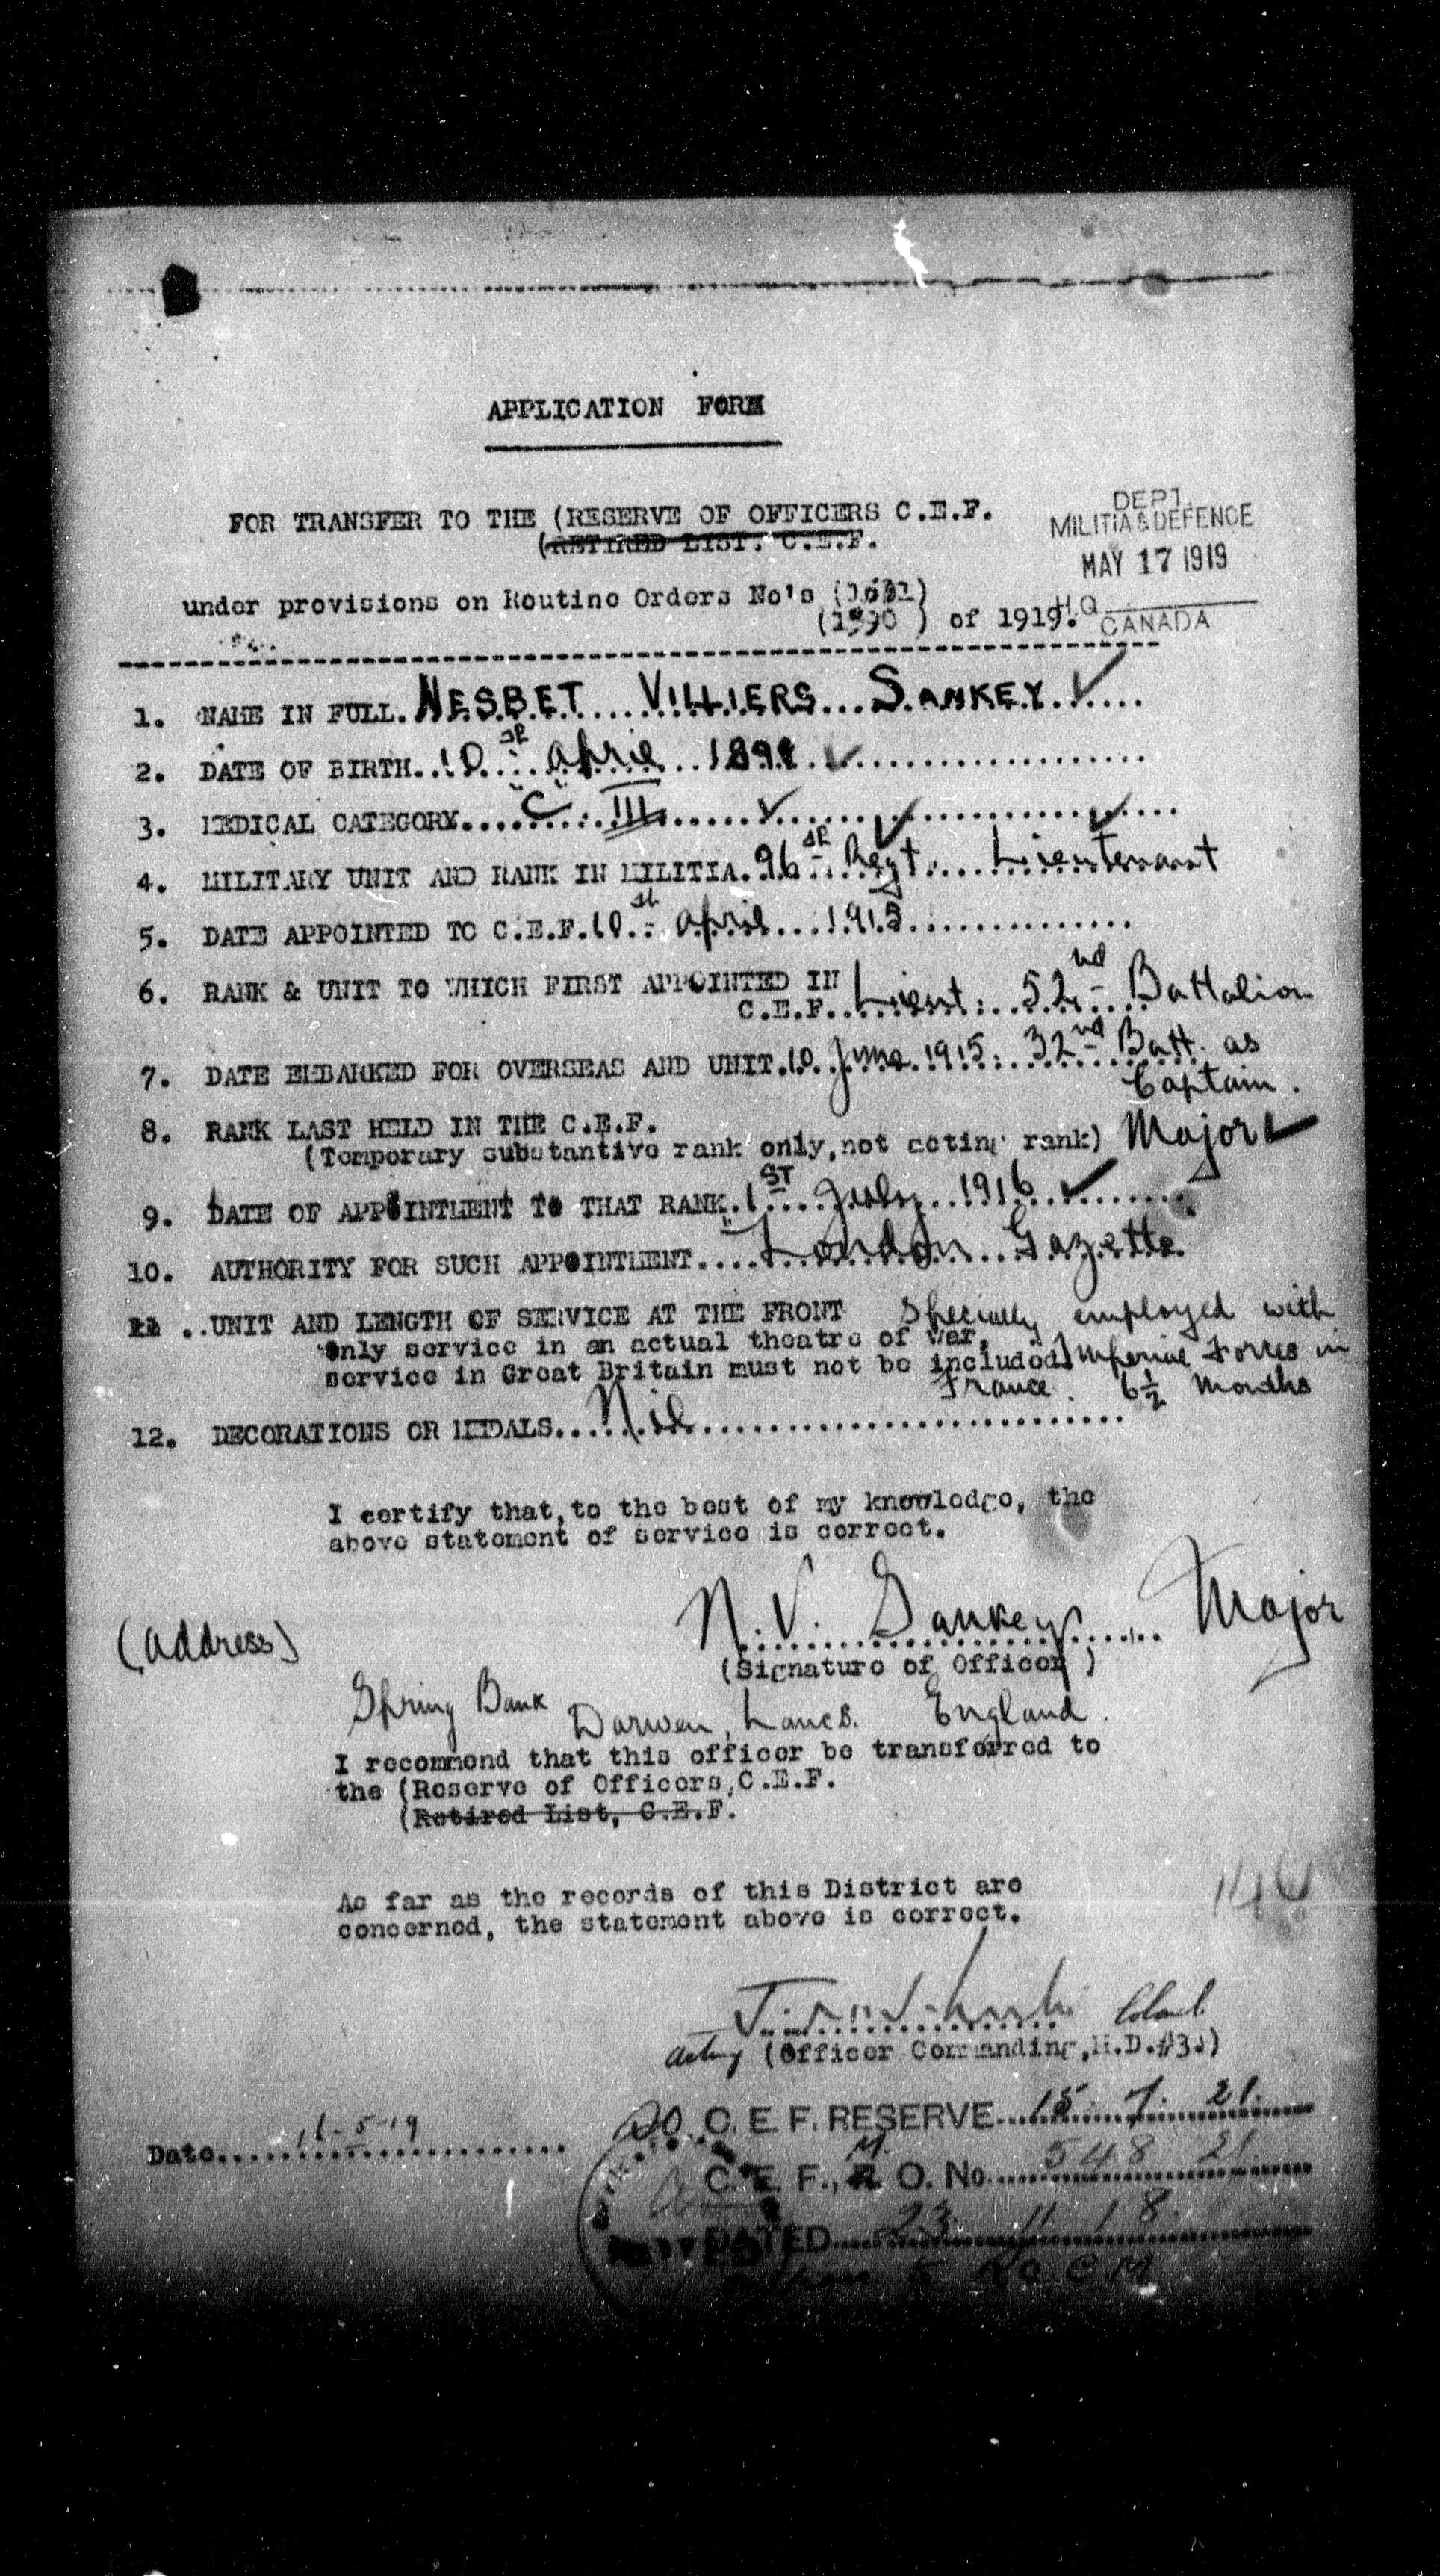 APPLICATION FORM
FOR TRANSFER TO THE (RESERVE OF OFFICERS C.E.F.
(RETIRED LIST. C.E.F.
DEPT.
MILITIA & DEFENCE
MAY 17 1919
H.Q.
CANADA
under provisions on Routine Orders No's
(1990 ) of 1919.
1. NAME IN FULL. NESBET VILLIERS SANKEY
2. DATE OF BIRTH.. 10th April
3. MEDICAL CATEGORY.... "C" III
4. MILITARY UNIT AND RANK IN MILITIA. 96th Regt. Lieutennant
5. DATE APPOINTED TO C.E.F. 10th April
6. RANK & UNIT TO WHICH FIRST APPOINTED IN
C.E.F... Lieut. 52nd Battalion
7. DATE EMBARKED FOR OVERSEAS AND UNIT. 10 June 1915. 32nd Batt. as
Captain.
8. RANK LAST HELD IN THE C.E.F.
(Temporary substantive rank only, not acting rank) Major
9. DATE OF APPOINTMENT TO THAT RANK. 1ST July 1916
10. AUTHORITY FOR SUCH APPOINTMENT.... London Gazette
11 ..UNIT AND LENGTH OF SERVICE AT THE FRONT Specially employed with
Only service in an actual theatre of war,
service in Great Britain must not be included) Imperial Forces in
France. 6½ Months
12. DECORATIONS OR MEDALS.... Nil
I certify that, to the best of my knowledge, the
above statement of service is correct.
N. V. Sankey Major
(Signature of Officer )
(Address)
Spring Bank Darwen, Lancs. England.
I recommend that this officer be transferred to
the (Reserve of Officers, C.E.F.
(Retired List, C.E.F.
As far as the records of this District are
concerned, the statement above is correct.
Colonel
Acting (Officer Commanding, M.D.#3.)
C. E. F. RESERVE 15. 7. 21.
Date 16-5-19
C. E. F., R. O. No. 548 21.
DATED 23. 11. 18.